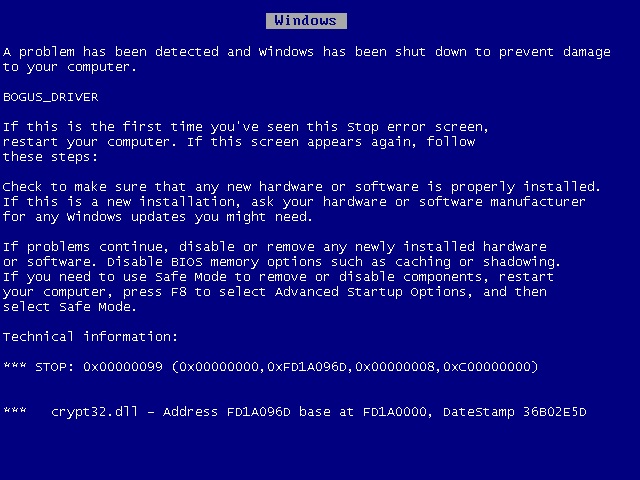 Windows
A problem has been detected and Windows has been shut down to prevent damage
to your computer.
BOGUS_DRIVER
If this is the first time you've seen this Stop error screen,
restart your computer. If this screen appears again, follow
these steps:
Check to make sure that any new hardware or software is properly installed.
If this is a new installation, ask your hardware or software manufacturer
for any Windows updates you might need.
If problems continue, disable or remove any newly installed hardware
or software. Disable BIOS memory options such as caching or shadowing.
If you need to use Safe Mode to remove or disable components, restart
your computer, press F8 to select Advanced Startup Options, and then
select Safe Mode.
Technical information:
*** STOP: 0x00000099 (0x00000000,0xFD1A096D,0x00000008,0xC0000000)
*** crypt32.dll – Address FD1A096D base at FD1A0000, DateStamp 36B02E5D